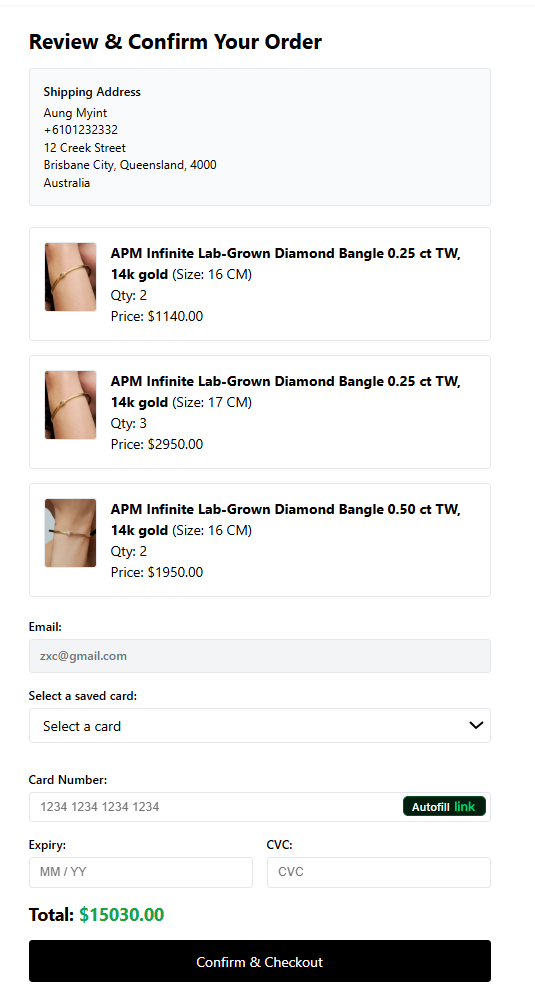 Review & Confirm Your Order
Shipping Address
Aung Myint
+6101232332
12 Creek Street
Brisbane City, Queensland, 4000
Australia
APM Infinite Lab-Grown Diamond Bangle 0.25 ct TW,
14k gold (Size: 16 CM)
Qty: 2
Price: $1140.00
APM Infinite Lab-Grown Diamond Bangle 0.25 ct TW,
14k gold (Size: 17 CM)
Qty: 3
Price: $2950.00
APM Infinite Lab-Grown Diamond Bangle 0.50 ct TW,
14k gold (Size: 16 CM)
Qty: 2
Price: $1950.00
Email:
zxc@gmail.com
Select a saved card:
Select a card
Card Number:
1234 1234 1234 1234 Autofill link
Expiry: CVC:
MM / YY CVC
Total: $15030.00
Confirm & Checkout